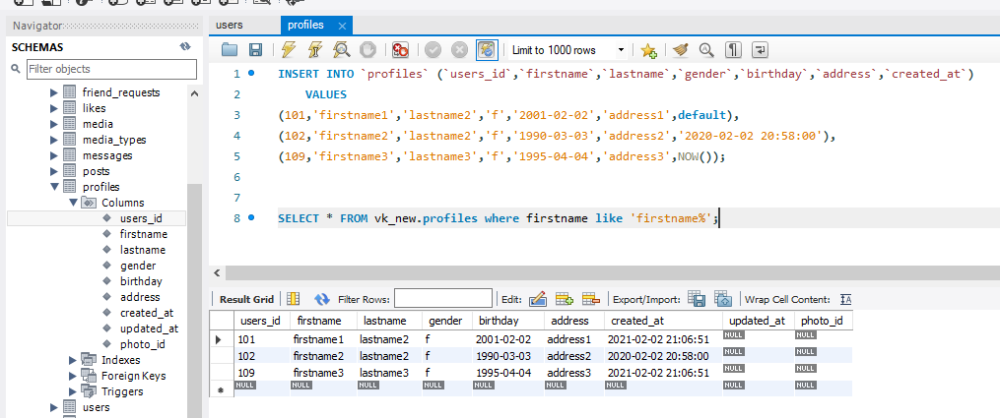 Navigator
users
profiles
SCHEMAS
Filter objects
Limit to 1000 rows
friend_requests
likes
media
media_types
messages
posts
profiles
Columns
users_id
firstname
lastname
gender
birthday
address
created_at
updated_at
photo_id
Indexes
Foreign Keys
Triggers
users
1 INSERT INTO `profiles` (`users_id`,`firstname`,`lastname`,`gender`,`birthday`,`address`,`created_at`)
2 VALUES
3 (101,'firstname1','lastname2','f','2001-02-02','address1',default),
4 (102,'firstname2','lastname2','f','1990-03-03','address2','2020-02-02 20:58:00'),
5 (109,'firstname3','lastname3','f','1995-04-04','address3',NOW());
6
7
8 SELECT * FROM vk_new.profiles where firstname like 'firstname%';
Result Grid Filter Rows: Edit: Export/Import: Wrap Cell Content:
users_id firstname lastname gender birthday address created_at updated_at photo_id
101 firstname1 lastname2 f 2001-02-02 address1 2021-02-02 21:06:51 NULL NULL
102 firstname2 lastname2 f 1990-03-03 address2 2020-02-02 20:58:00 NULL NULL
109 firstname3 lastname3 f 1995-04-04 address3 2021-02-02 21:06:51 NULL NULL
NULL NULL NULL NULL NULL NULL NULL NULL NULL